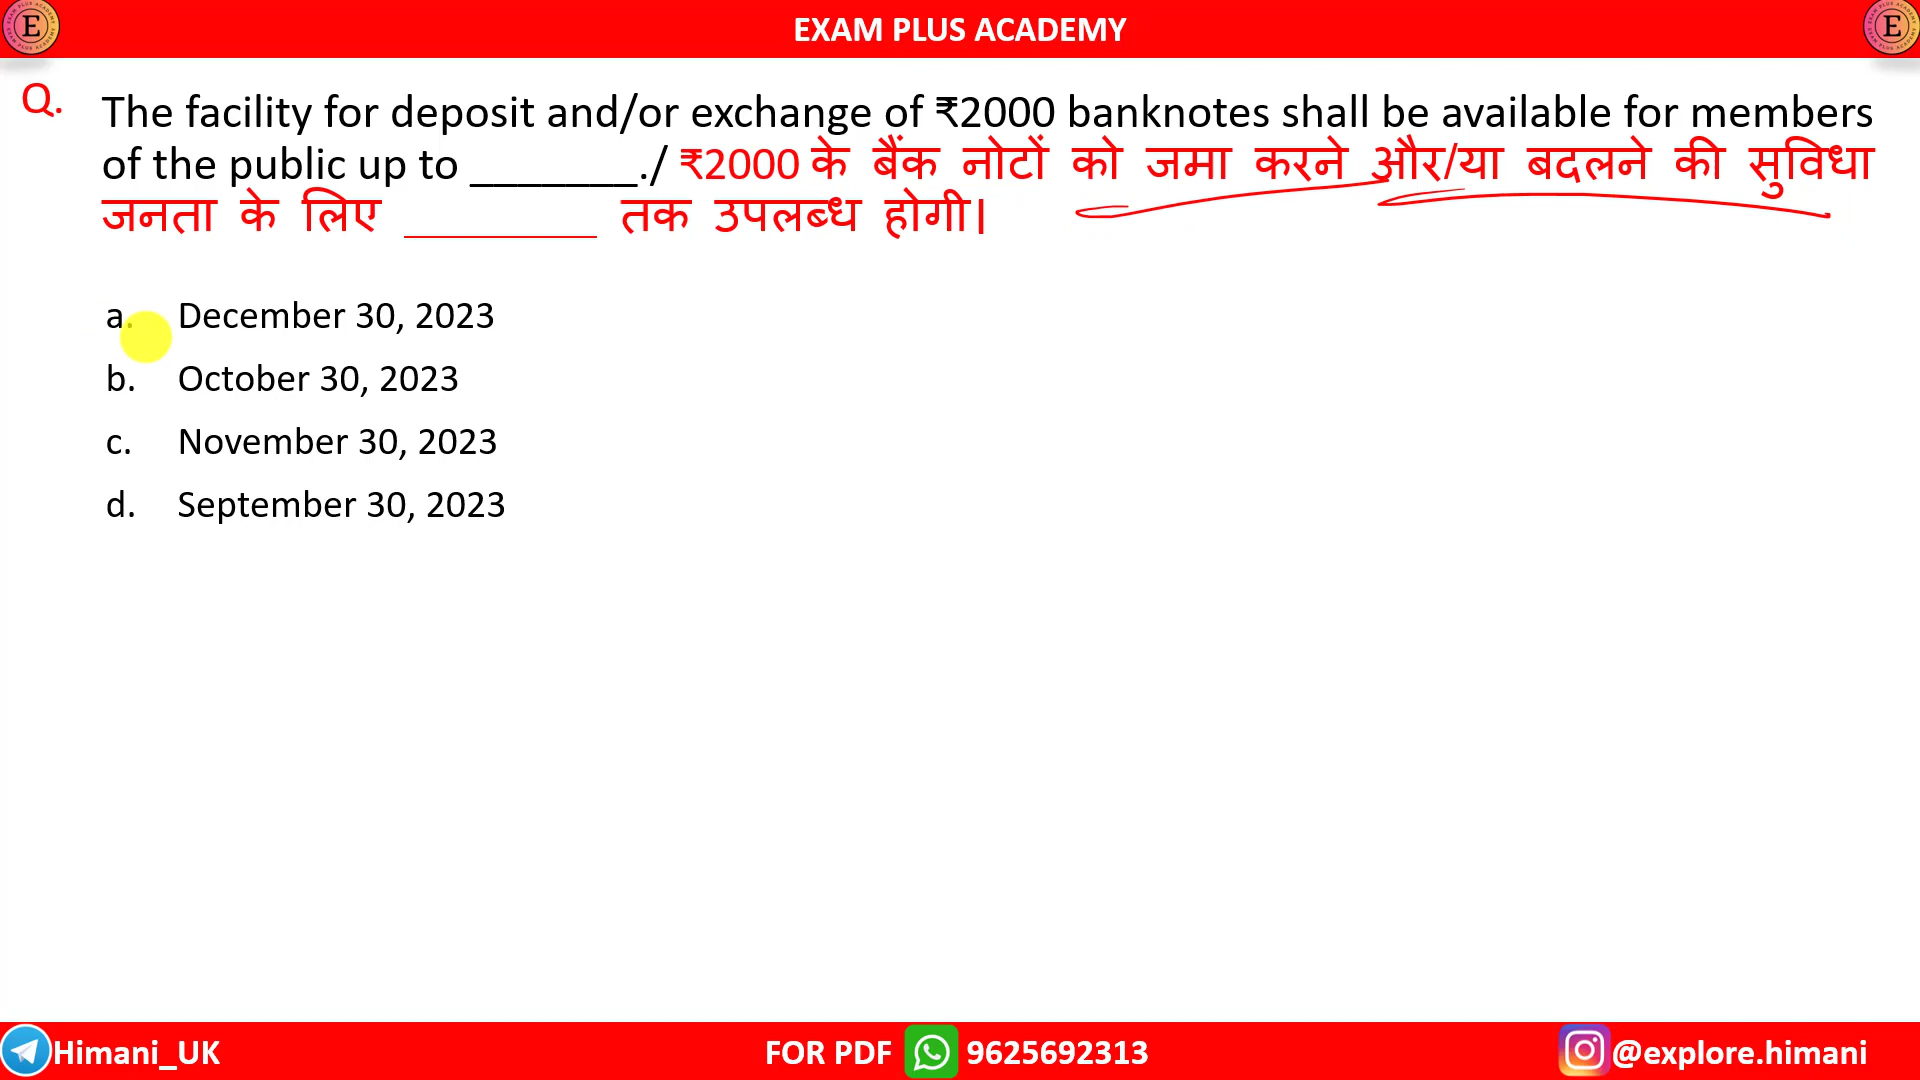 EXAM PLUS ACADEMY
E
E
Q. The facility for deposit and/or exchange of ₹2000 banknotes shall be available for members
of the public up to _______./ ₹2000 के बैंक नोटों को जमा करने और/या बदलने की सुविधा
जनता के लिए ________ तक उपलब्ध होगी।
a. December 30, 2023
b. October 30, 2023
c. November 30, 2023
d. September 30, 2023
Himani_UK FOR PDF 9625692313 @explore.himani